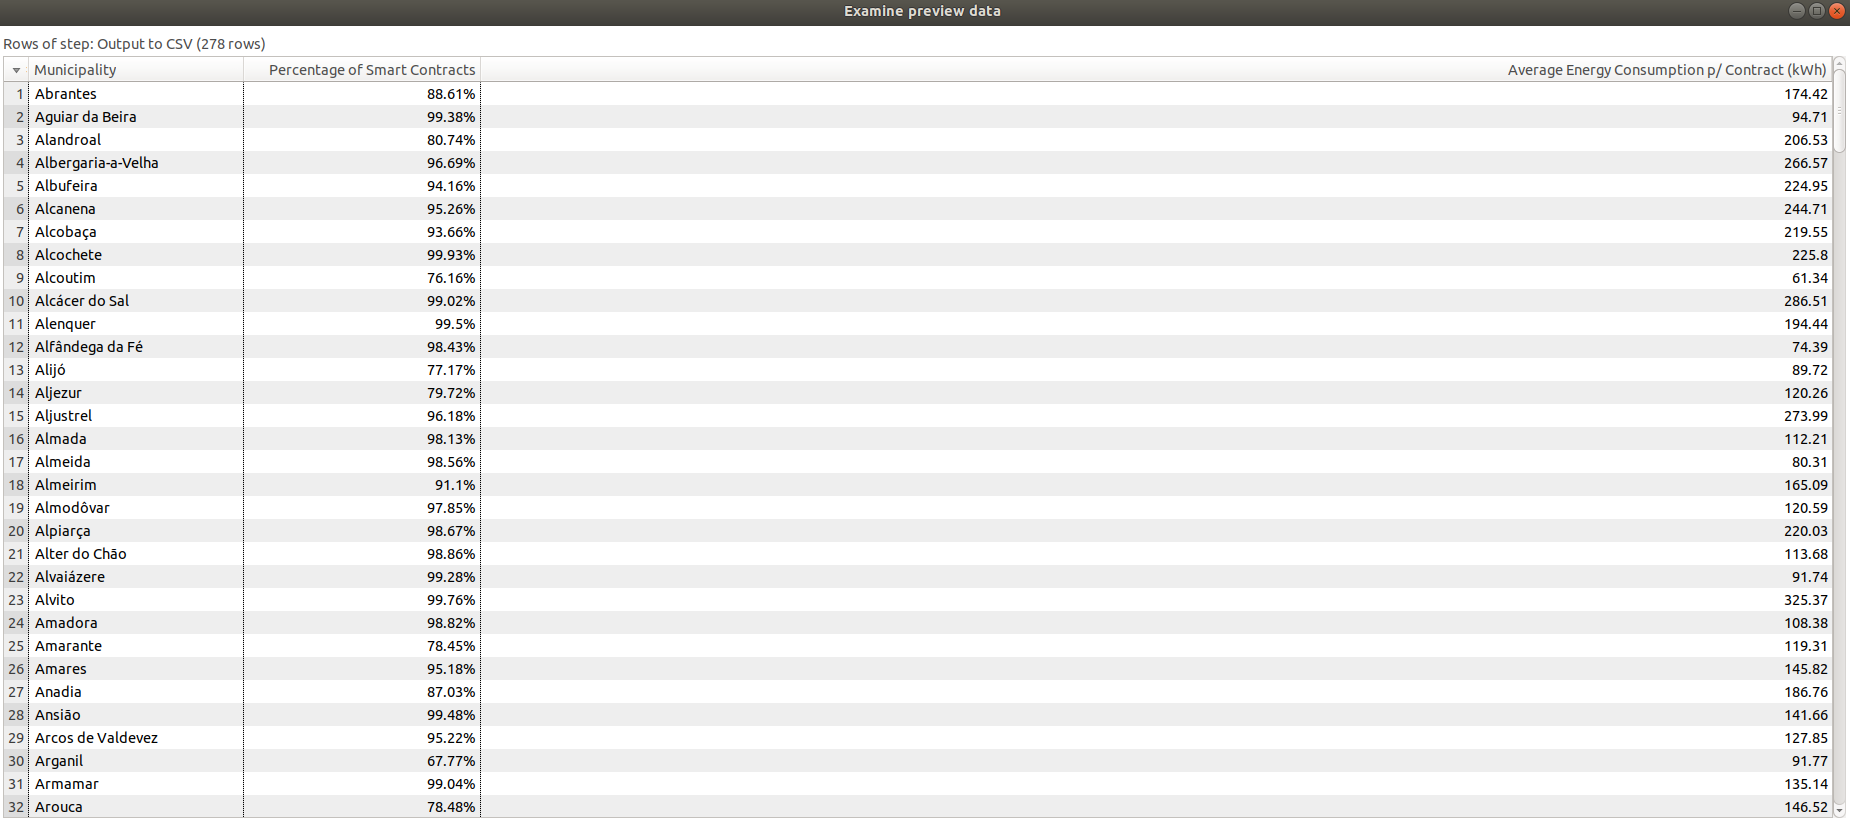 Examine preview data
Rows of step: Output to CSV (278 rows)
Municipality Percentage of Smart Contracts Average Energy Consumption p/ Contract (kWh)
1 Abrantes 88.61% 174.42
2 Aguiar da Beira 99.38% 94.71
3 Alandroal 80.74% 206.53
4 Albergaria-a-Velha 96.69% 266.57
5 Albufeira 94.16% 224.95
6 Alcanena 95.26% 244.71
7 Alcobaça 93.66% 219.55
8 Alcochete 99.93% 225.8
9 Alcoutim 76.16% 61.34
10 Alcácer do Sal 99.02% 286.51
11 Alenquer 99.5% 194.44
12 Alfândega da Fé 98.43% 74.39
13 Alijó 77.17% 89.72
14 Aljezur 79.72% 120.26
15 Aljustrel 96.18% 273.99
16 Almada 98.13% 112.21
17 Almeida 98.56% 80.31
18 Almeirim 91.1% 165.09
19 Almodôvar 97.85% 120.59
20 Alpiarça 98.67% 220.03
21 Alter do Chão 98.86% 113.68
22 Alvaiázere 99.28% 91.74
23 Alvito 99.76% 325.37
24 Amadora 98.82% 108.38
25 Amarante 78.45% 119.31
26 Amares 95.18% 145.82
27 Anadia 87.03% 186.76
28 Ansião 99.48% 141.66
29 Arcos de Valdevez 95.22% 127.85
30 Arganil 67.77% 91.77
31 Armamar 99.04% 135.14
32 Arouca 78.48% 146.52